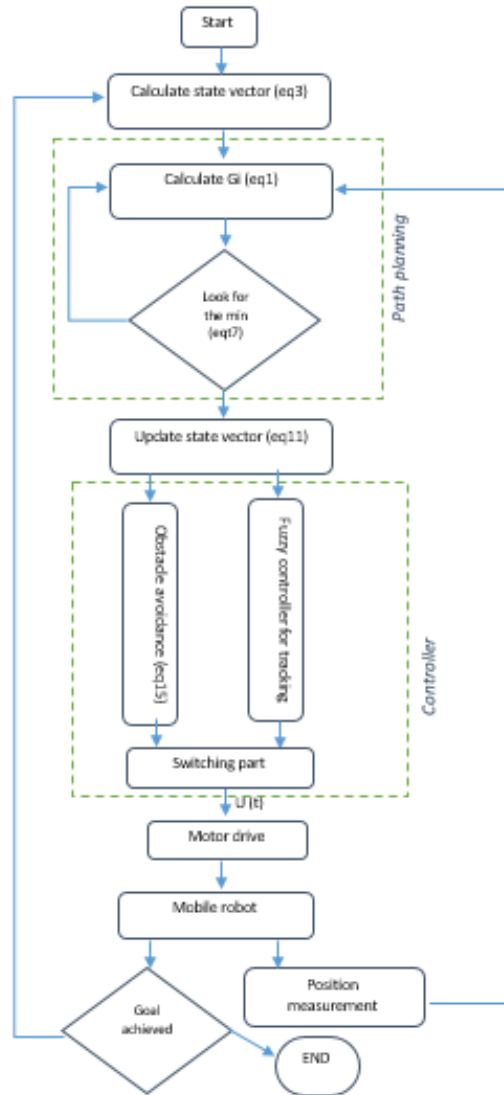 Start
Calculate state vector (eq3)
Calculate Gi (eq1)
Look for
the min
(eqt7)
Path planning
Update state vector (eq11)
Obstacle avoidance (eq15)
Fuzzy controller for tracking
Controller
Switching part
U (t)
Motor drive
Mobile robot
Goal
achieved
Position
measurement
END